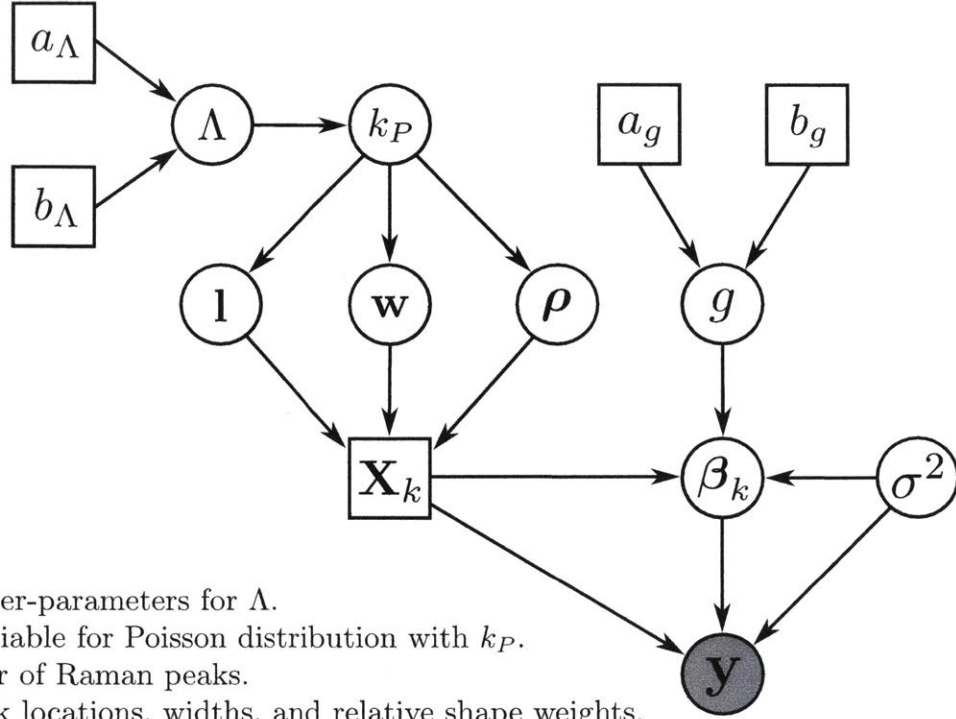 a_Λ
Λ
k_P
a_g
b_g
b_Λ
l
w
ρ
g
X_k
β_k
σ²
er-parameters for Λ.
iable for Poisson distribution with k_P.
r of Raman peaks.
k locations, widths, and relative shape weights.
y